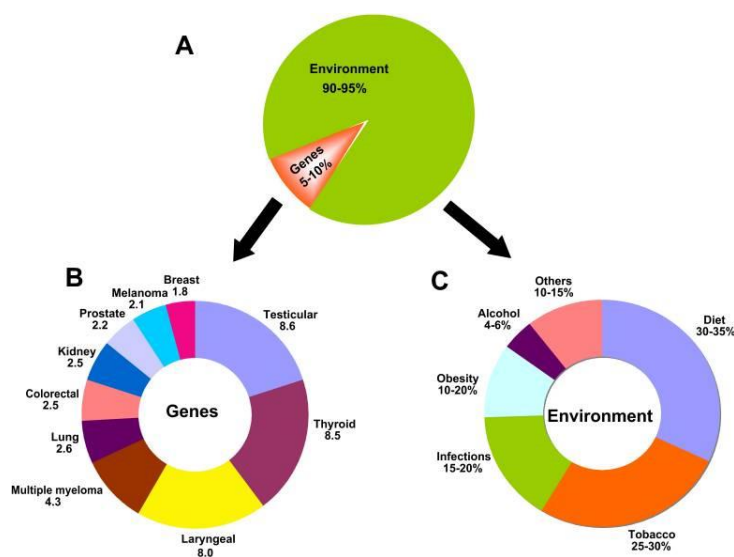 A
Environment
90-95%
Genes
5-10%
B
Breast
1.8
Melanoma
2.1
Prostate
2.2
Kidney
2.5
Colorectal
2.5
Lung
2.6
Multiple myeloma
4.3
Laryngeal
8.0
Thyroid
8.5
Testicular
8.6
Genes
C
Others
10-15%
Alcohol
4-6%
Obesity
10-20%
Infections
15-20%
Tobacco
25-30%
Diet
30-35%
Environment